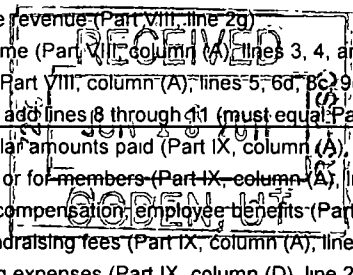 e revenue (Part VIII, line 2g)
me (Part VIII, column (A), lines 3, 4, an
Part VIII, column (A), lines 5, 6d, 8c, 9
add lines 8 through 11 (must equal Pa
RECEIVED
lar amounts paid (Part IX, column (A),
or for members (Part IX, column (A), li
compensation, employee benefits (Part
OGDEN, UT
ndraising fees (Part IX, column (A), line
g expenses (Part IX, column (D), line 2